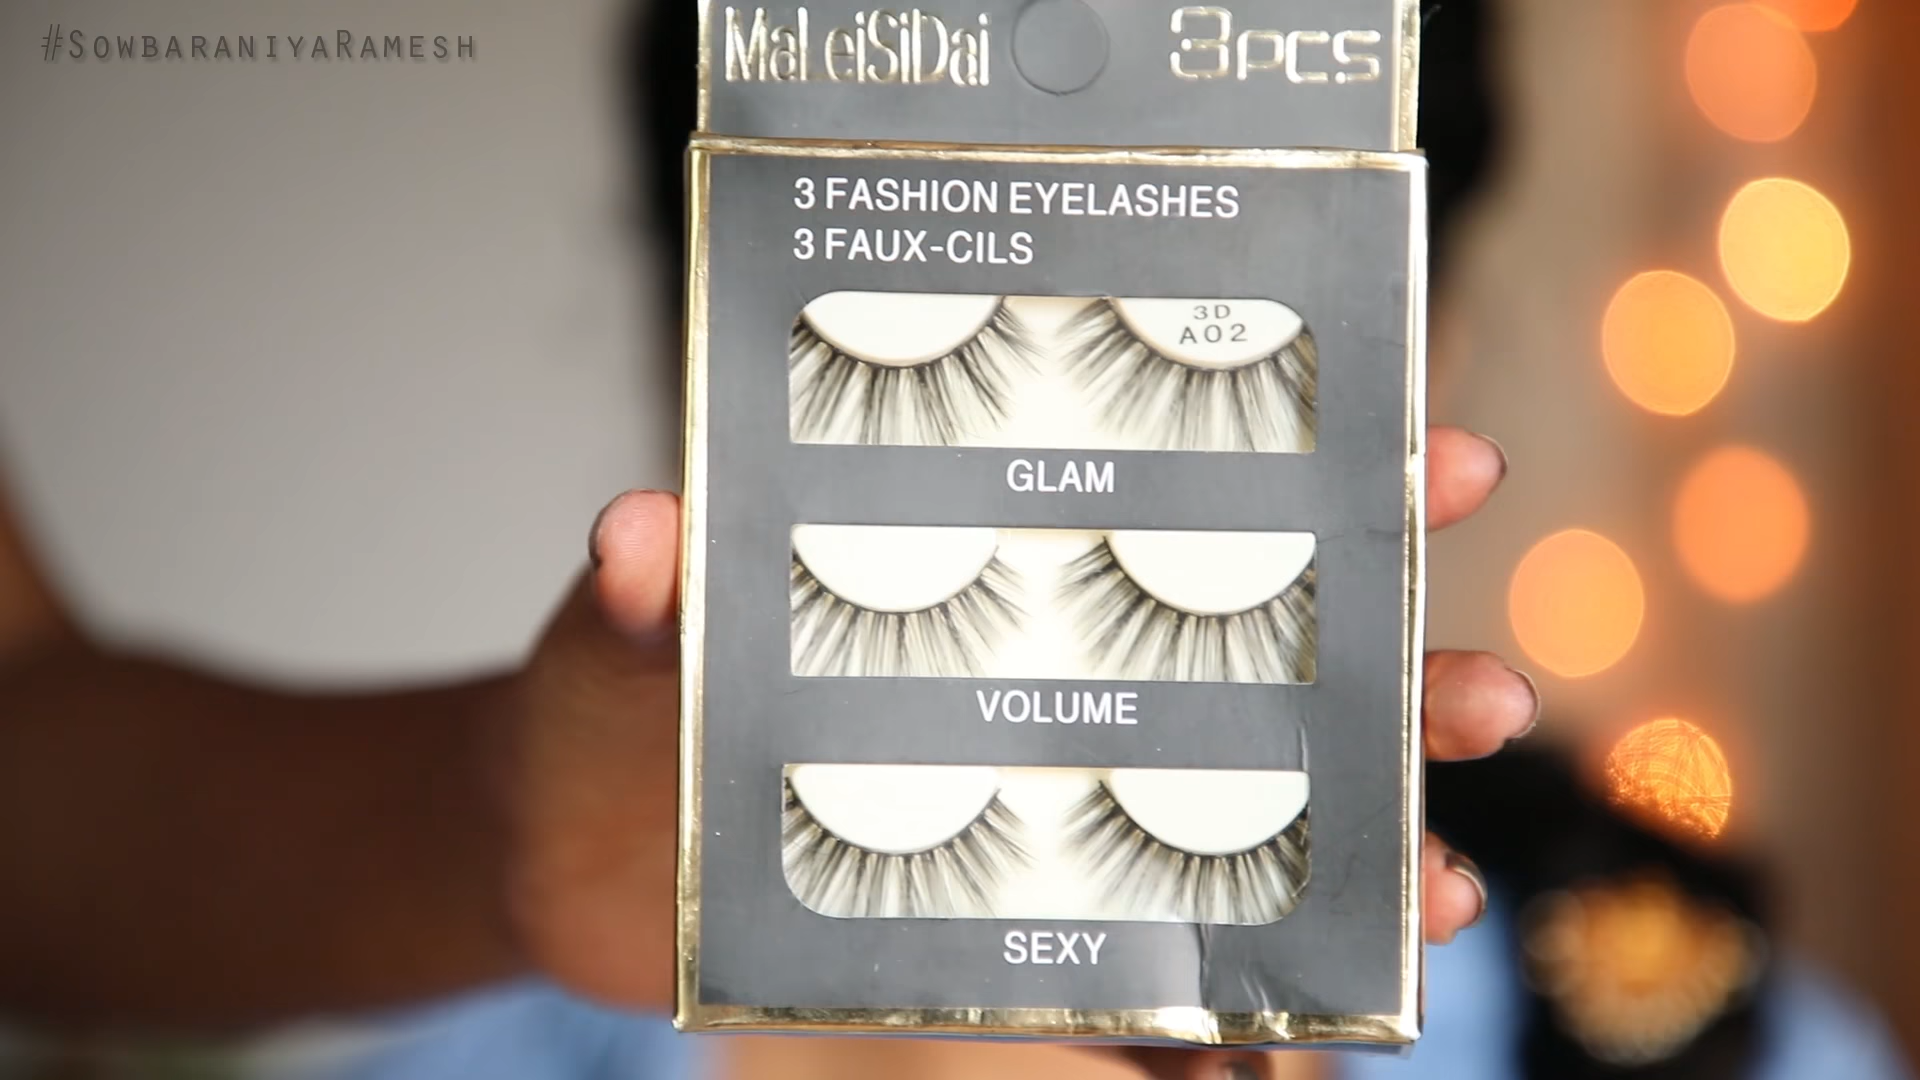 #SowbaraniyaRamesh
MaLeiSiDai 3PCS
3 FASHION EYELASHES
3 FAUX-CILS
3D
A02
GLAM
VOLUME
SEXY